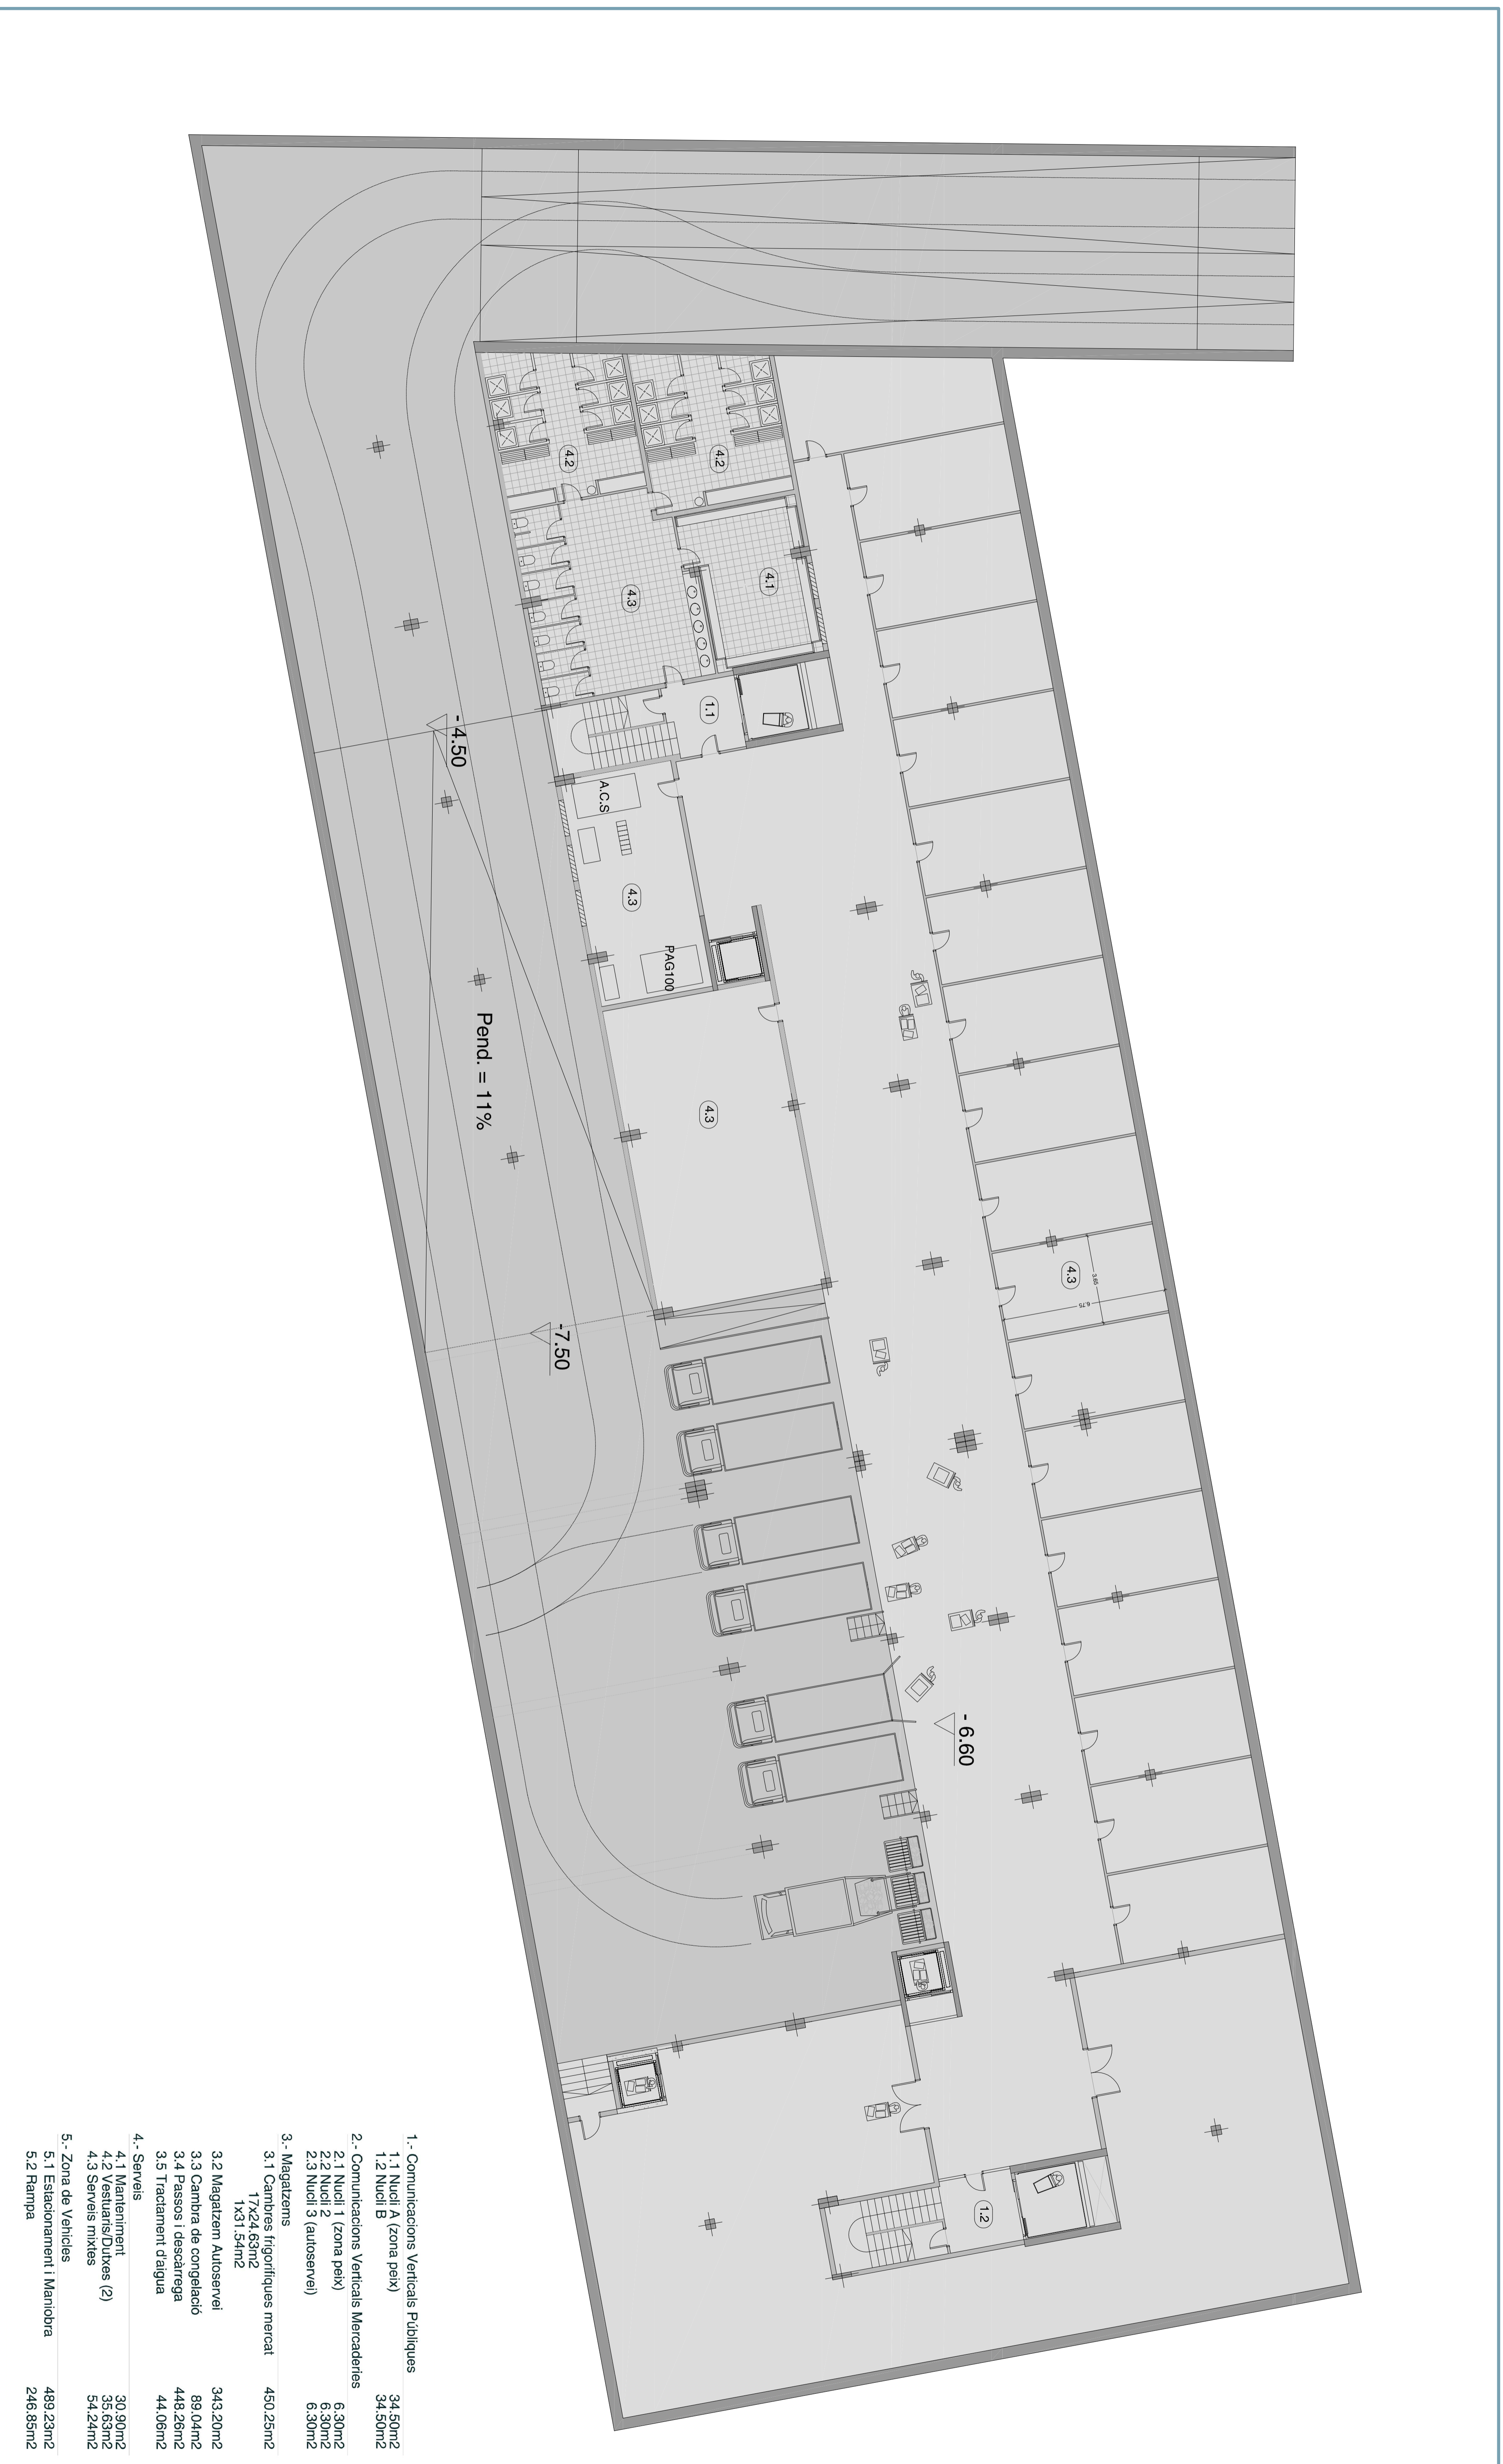 4.2
4.2
4.1
4.3
1.1
-4.50
A.C.S
4.3
PAG100
Pend. = 11%
4.3
4.3
3.65
6.75
-7.50
-6.60
1.2
1.- Comunicacions Verticals Públiques
1.1 Nucli A (zona peix) 34.50m2
1.2 Nucli B 34.50m2
2.- Comunicacions Verticals Mercaderies
2.1 Nucli 1 (zona peix) 6.30m2
2.2 Nucli 2 6.30m2
2.3 Nucli 3 (autoservei) 6.30m2
3.- Magatzems
3.1 Cambres frigorifiques mercat 450.25m2
17x24.63m2
1x31.54m2
3.2 Magatzem Autoservei 343.20m2
3.3 Cambra de congelació 89.04m2
3.4 Passos i descàrrega 448.26m2
3.5 Tractament d'aigua 44.06m2
4.- Serveis
4.1 Manteniment 30.90m2
4.2 Vestuaris/Dutxes (2) 35.63m2
4.3 Serveis mixtes 54.24m2
5.- Zona de Vehicles
5.1 Estacionament i Maniobra 489.23m2
5.2 Rampa 246.85m2